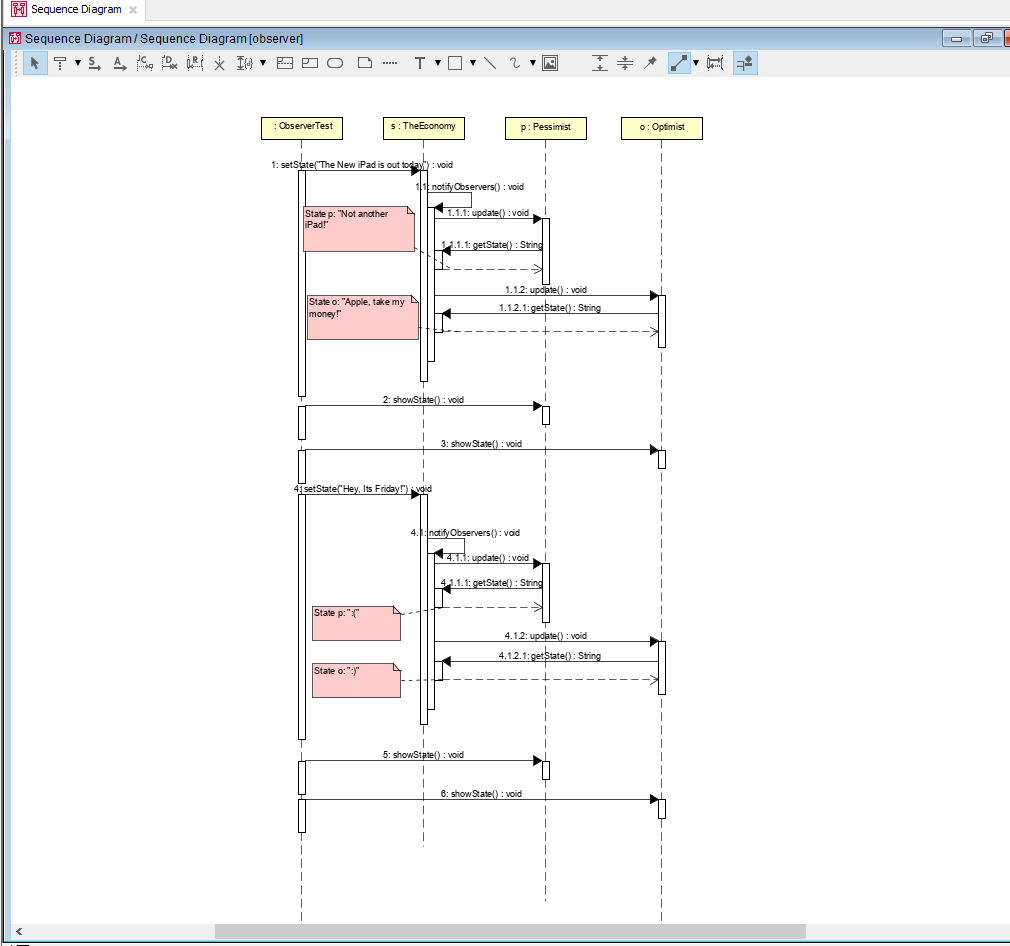 Sequence Diagram
Sequence Diagram / Sequence Diagram [observer]
: ObserverTest
s : TheEconomy
p : Pessimist
o : Optimist
1: setState("The New iPad is out today") : void
1.1: notifyObservers() : void
State p: "Not another
iPad!"
1.1.1: update() : void
1.1.1.1: getState() : String
1.1.2: update() : void
State o: "Apple, take my
money!"
1.1.2.1: getState() : String
2: showState() : void
3: showState() : void
4: setState("Hey, Its Friday!") : void
4.1: notifyObservers() : void
4.1.1: update() : void
4.1.1.1: getState() : String
State p: ":("
4.1.2: update() : void
4.1.2.1: getState() : String
State o: ":)"
5: showState() : void
6: showState() : void